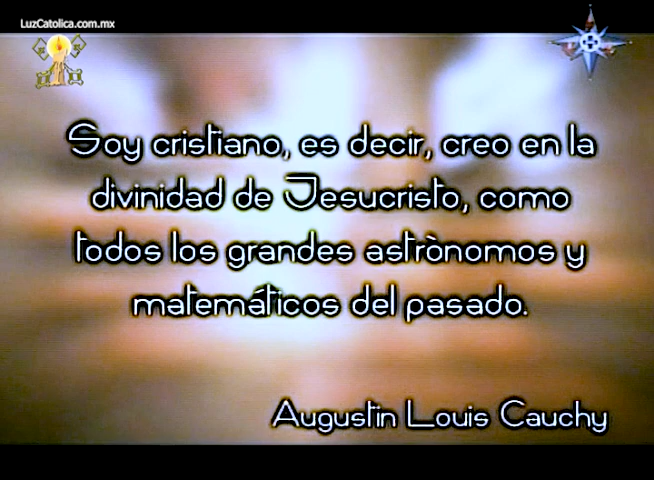 LuzCatolica.com.mx
Soy cristiano, es decir, creo en la
divinidad de Jesucristo, como
todos los grandes astrònomos y
matemáticos del pasado.
Augustin Louis Cauchy